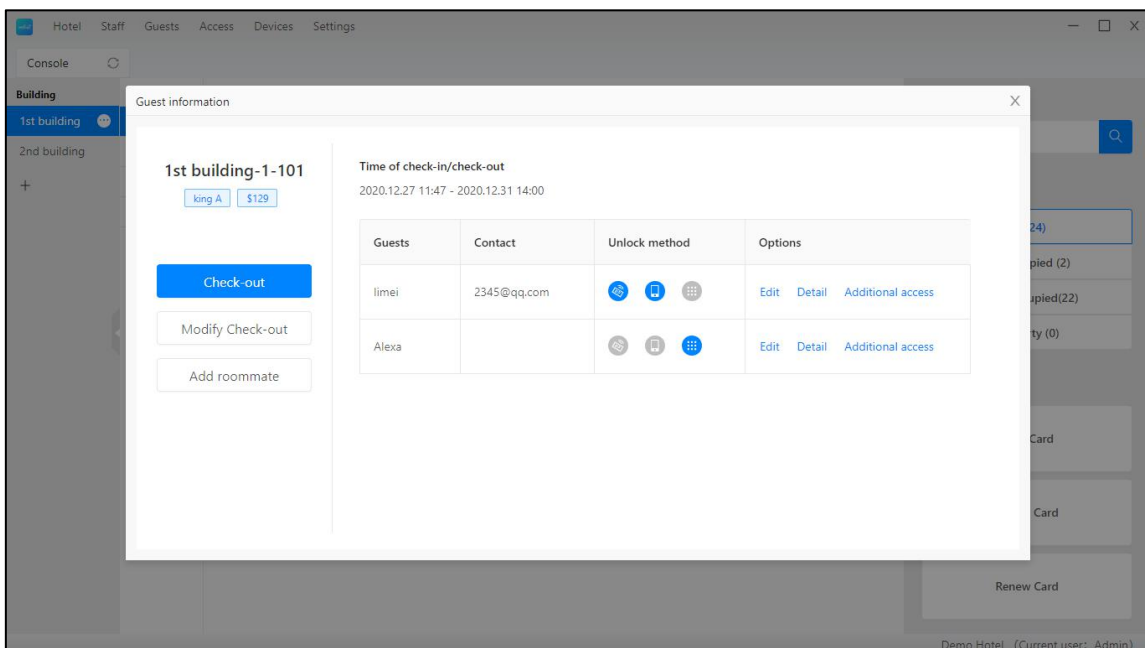 Hotel Staff Guests Access Devices Settings
Console
Building
1st building
2nd building
+
Guest information
X
1st building-1-101
king A $129
Check-out
Modify Check-out
Add roommate
Time of check-in/check-out
2020.12.27 11:47 - 2020.12.31 14:00
Guests Contact Unlock method Options
limei 2345@qq.com Edit Detail Additional access
Alexa Edit Detail Additional access
24)
pied (2)
upied(22)
ty (0)
Card
Card
Renew Card
Demo Hotel (Current user: Admin)